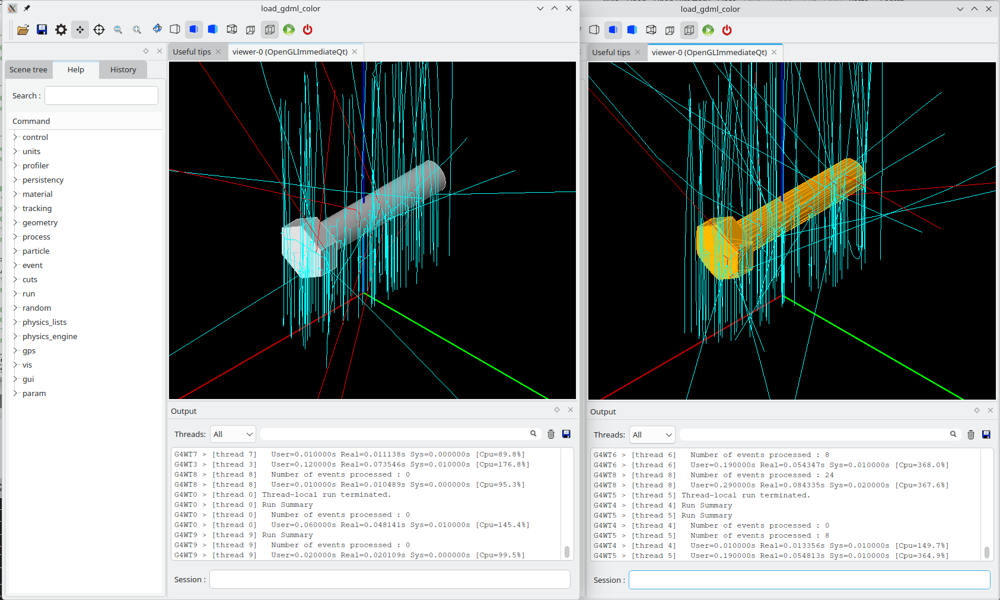 load_gdml_color
Useful tips
viewer-0 (OpenGLImmediateQt)
Scene tree
Help
History
Search :
Command
control
units
profiler
persistency
material
tracking
geometry
process
particle
event
cuts
run
random
physics_lists
physics_engine
gps
vis
gui
param
Output
Threads:
All
G4WT7 > [thread 7]   User=0.010000s Real=0.011138s Sys=0.000000s [Cpu=89.8%]
G4WT3 > [thread 3]   User=0.120000s Real=0.073546s Sys=0.010000s [Cpu=176.8%]
G4WT8 > [thread 8]   Number of events processed : 0
G4WT8 > [thread 8]   User=0.010000s Real=0.010489s Sys=0.000000s [Cpu=95.3%]
G4WT0 > [thread 0] Thread-local run terminated.
G4WT0 > [thread 0] Run Summary
G4WT0 > [thread 0]   Number of events processed : 0
G4WT0 > [thread 0]   User=0.060000s Real=0.048141s Sys=0.010000s [Cpu=145.4%]
G4WT9 > [thread 9] Run Summary
G4WT9 > [thread 9]   Number of events processed : 0
G4WT9 > [thread 9]   User=0.020000s Real=0.020109s Sys=0.000000s [Cpu=99.5%]
Session :
load_gdml_color
Useful tips
viewer-0 (OpenGLImmediateQt)
Output
Threads:
All
G4WT6 > [thread 6]   Number of events processed : 8
G4WT6 > [thread 6]   User=0.190000s Real=0.054347s Sys=0.010000s [Cpu=368.0%]
G4WT8 > [thread 8]   Number of events processed : 24
G4WT8 > [thread 8]   User=0.290000s Real=0.084335s Sys=0.020000s [Cpu=367.6%]
G4WT5 > [thread 5] Thread-local run terminated.
G4WT4 > [thread 4] Run Summary
G4WT5 > [thread 5] Run Summary
G4WT4 > [thread 4]   Number of events processed : 0
G4WT5 > [thread 5]   Number of events processed : 8
G4WT4 > [thread 4]   User=0.010000s Real=0.013356s Sys=0.010000s [Cpu=149.7%]
G4WT5 > [thread 5]   User=0.190000s Real=0.054813s Sys=0.010000s [Cpu=364.9%]
Session :